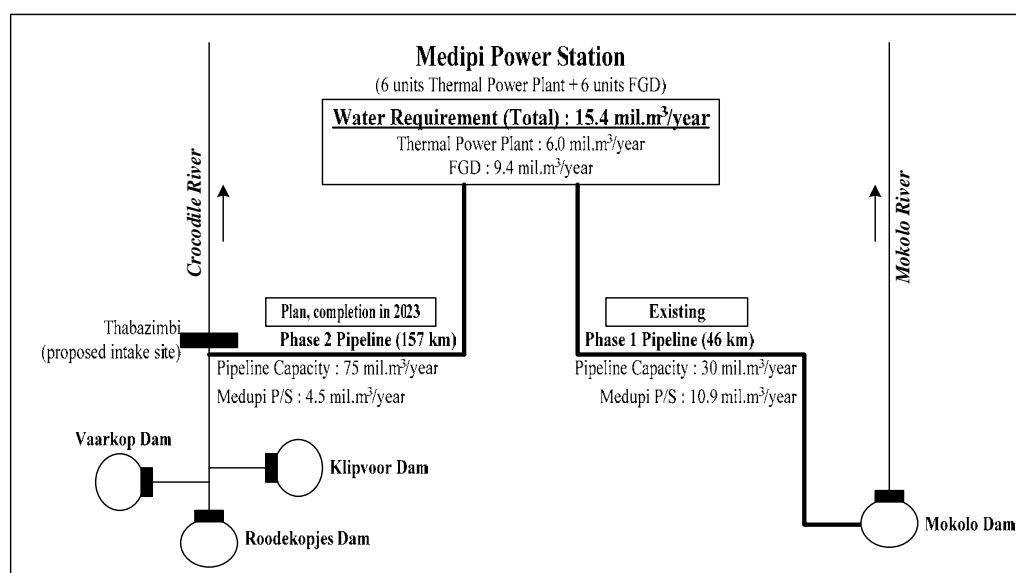 Medipi Power Station
(6 units Thermal Power Plant + 6 units FGD)
Water Requirement (Total) : 15.4 mil.m³/year
Thermal Power Plant : 6.0 mil.m³/year
FGD : 9.4 mil.m³/year
Crocodile River
Mokolo River
Plan, completion in 2023
Existing
Thabazimbi
(proposed intake site)
Phase 2 Pipeline (157 km)
Pipeline Capacity : 75 mil.m³/year
Medupi P/S : 4.5 mil.m³/year
Phase 1 Pipeline (46 km)
Pipeline Capacity : 30 mil.m³/year
Medupi P/S : 10.9 mil.m³/year
Vaarkop Dam
Klipvoor Dam
Roodekopjes Dam
Mokolo Dam